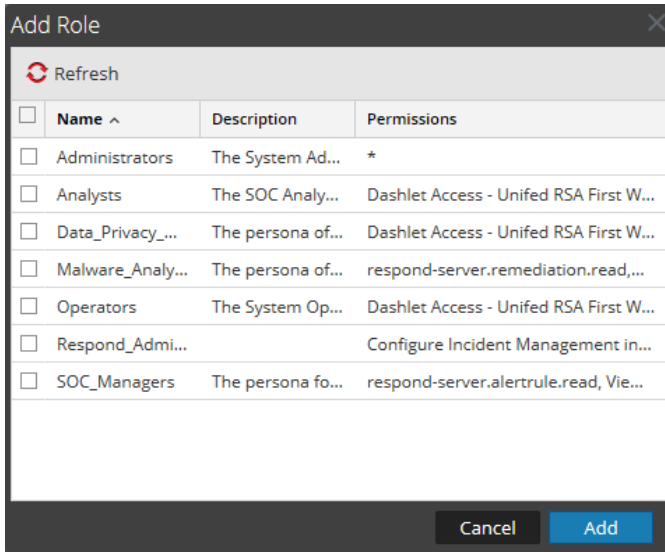 Add Role
Refresh
Name Description Permissions
Administrators The System Ad... *
Analysts The SOC Analy... Dashlet Access - Unifed RSA First W...
Data_Privacy_... The persona of... Dashlet Access - Unifed RSA First W...
Malware_Analy... The persona of... respond-server.remediation.read,...
Operators The System Op... Dashlet Access - Unifed RSA First W...
Respond_Admi... Configure Incident Management in...
SOC_Managers The persona fo... respond-server.alertrule.read, Vie...
Cancel Add